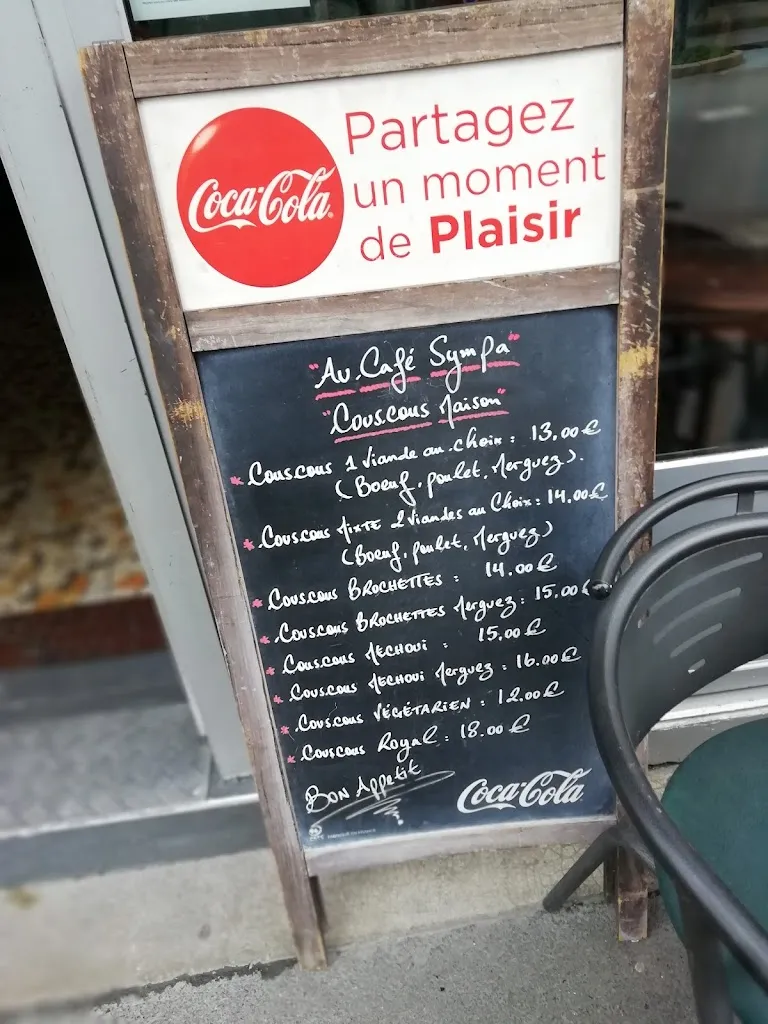 Coca-Cola
Partagez
un moment
de Plaisir
"Au Café Sympa"
"Couscous Maison"
* Couscous 1 Viande au choix : 13,00 €
(Boeuf, poulet, Merguez).
* Couscous Mixte 2 Viandes au Choix : 14,00 €
(Boeuf, poulet, Merguez)
* Couscous BROCHETTES : 14.00 €
* Couscous BROCHETTES Merguez : 15.00 €
* Couscous MECHOUI : 15.00 €
* Couscous MECHOUI Merguez : 16.00 €
* Couscous VÉGÉTARIEN : 12.00 €
* Couscous Royal : 18.00 €
BON Appetit
Coca-Cola